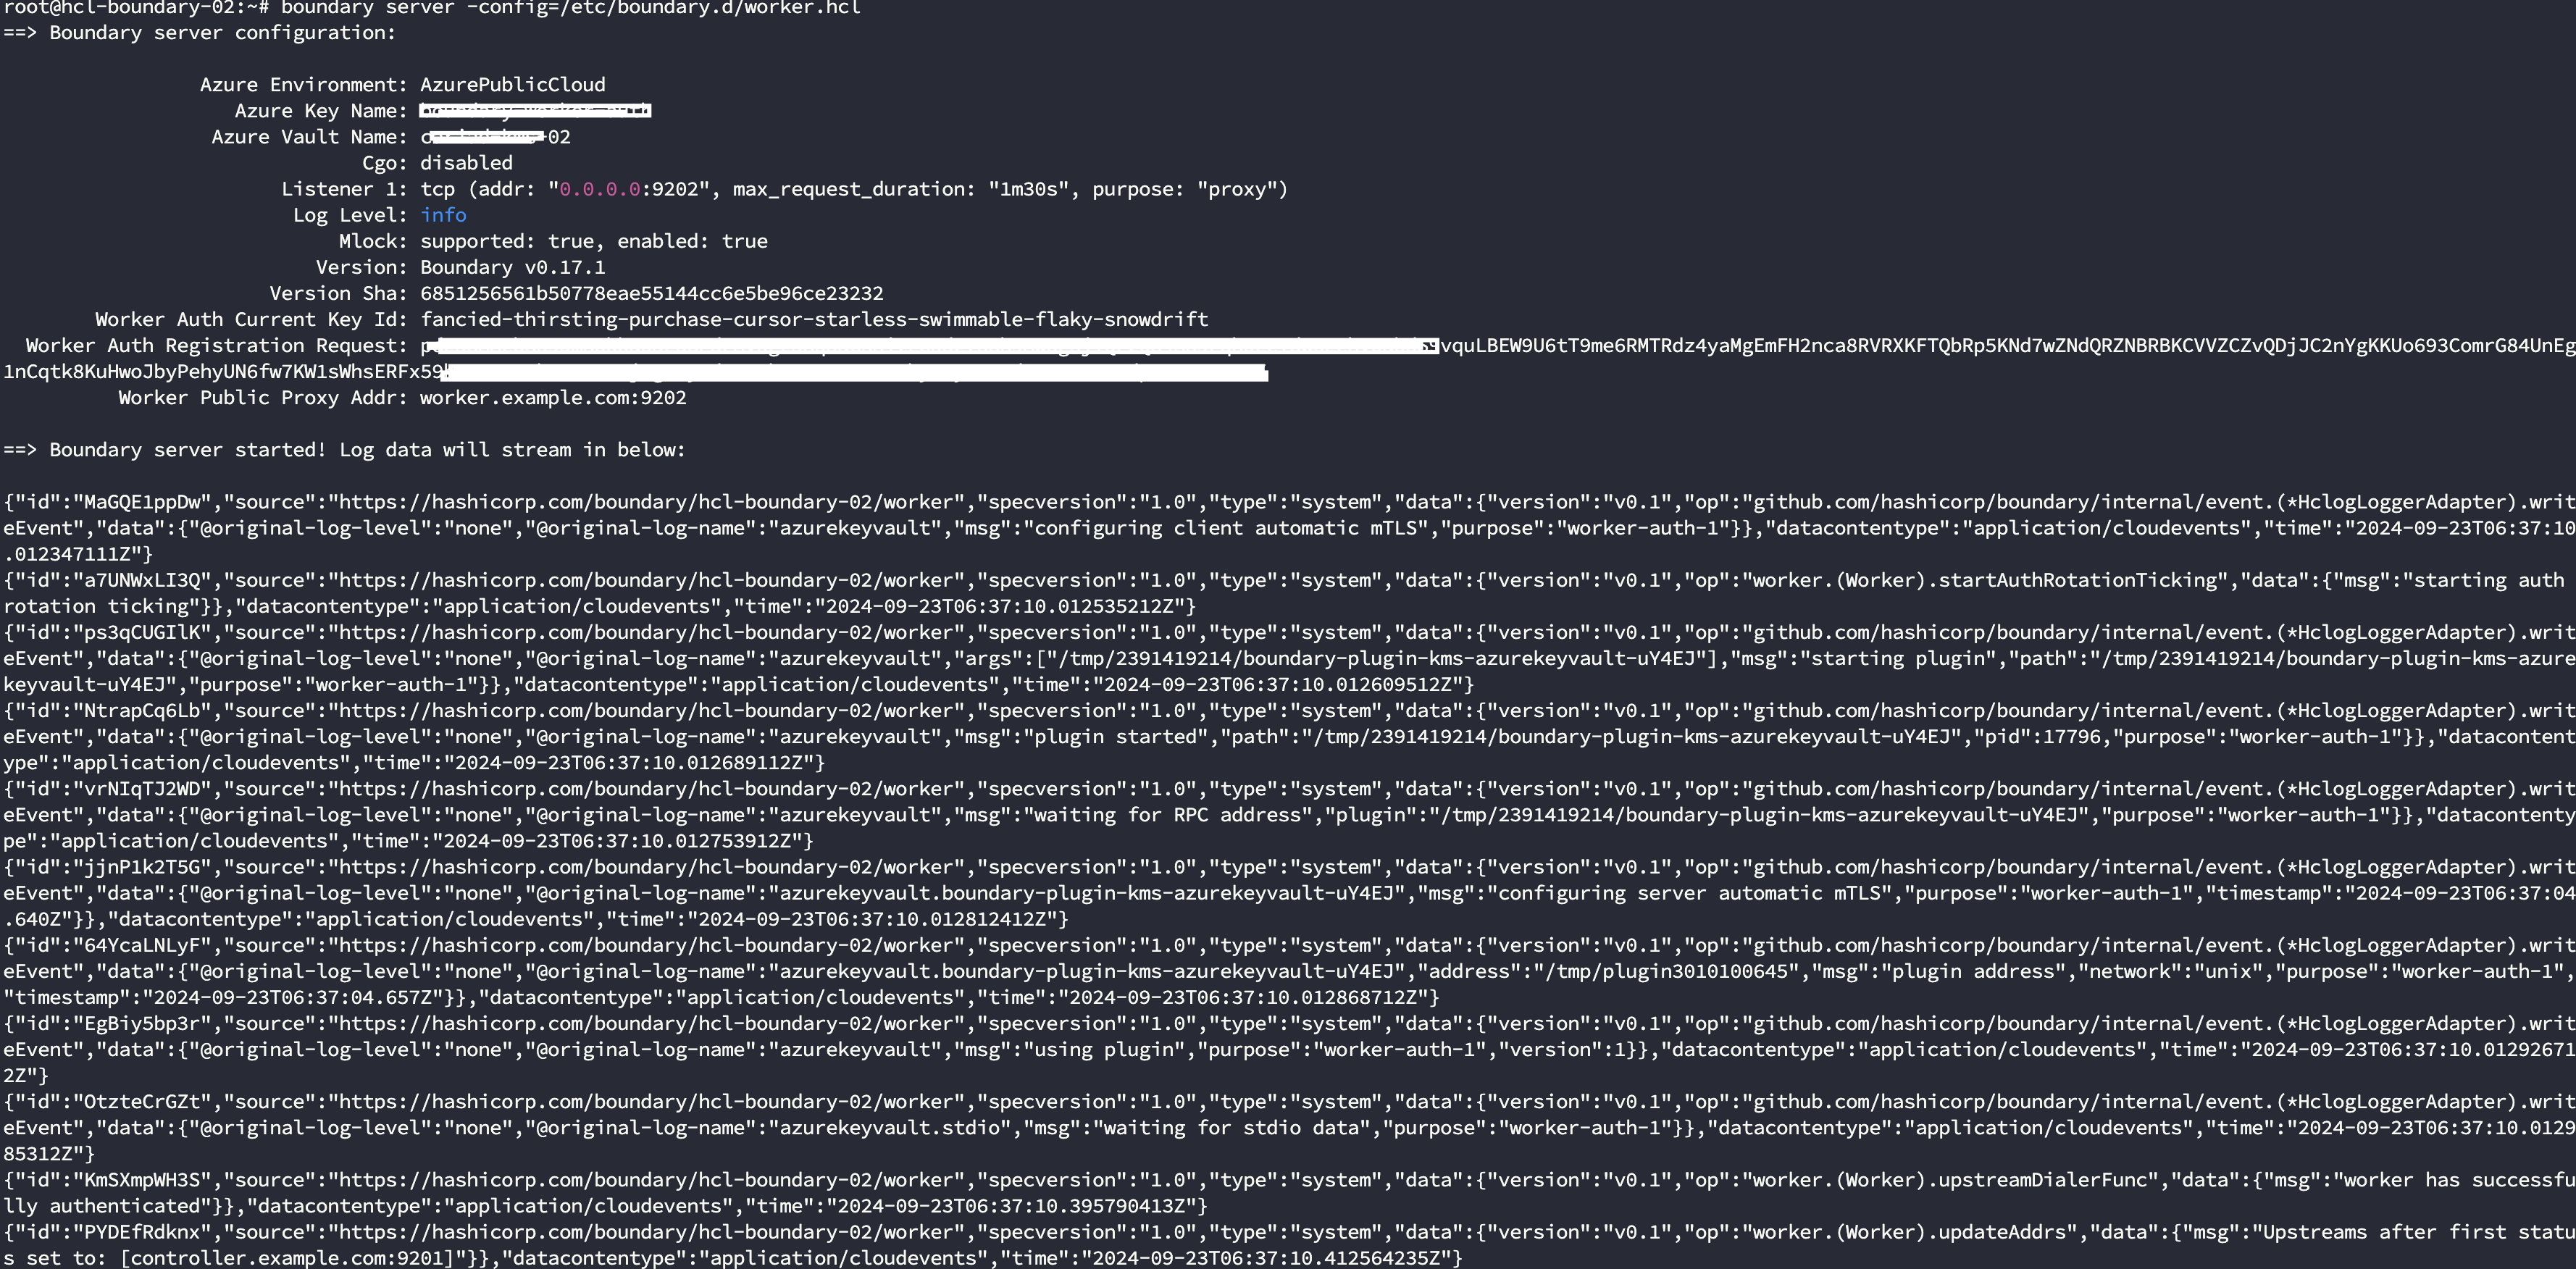 root@hcl-boundary-02:~# boundary server -config=/etc/boundary.d/worker.hcl
==> Boundary server configuration:
Azure Environment: AzurePublicCloud
Azure Key Name:
Azure Vault Name: c -02
Cgo: disabled
Listener 1: tcp (addr: "0.0.0.0:9202", max_request_duration: "1m30s", purpose: "proxy")
Log Level: info
Mlock: supported: true, enabled: true
Version: Boundary v0.17.1
Version Sha: 6851256561b50778eae55144cc6e5be96ce23232
Worker Auth Current Key Id: fancied-thirsting-purchase-cursor-starless-swimmable-flaky-snowdrift
Worker Auth Registration Request: vquLBEW9U6tT9me6RMTRdz4yaMgEmFH2nca8RVRXKFTQbRp5KNd7wZNdQRZNBRBKCVVZCZvQDjJC2nYgKKUo693ComrG84UnEg
1nCqtk8KuHwoJbyPehyUN6fw7KW1sWhsERFx59
Worker Public Proxy Addr: worker.example.com:9202
==> Boundary server started! Log data will stream in below:
{"id":"MaGQE1ppDw","source":"https://hashicorp.com/boundary/hcl-boundary-02/worker","specversion":"1.0","type":"system","data":{"version":"v0.1","op":"github.com/hashicorp/boundary/internal/event.(*HclogLoggerAdapter).writ
eEvent","data":{"@original-log-level":"none","@original-log-name":"azurekeyvault","msg":"configuring client automatic mTLS","purpose":"worker-auth-1"}},"datacontentype":"application/cloudevents","time":"2024-09-23T06:37:10
.012347111Z"}
{"id":"a7UNWxLI3Q","source":"https://hashicorp.com/boundary/hcl-boundary-02/worker","specversion":"1.0","type":"system","data":{"version":"v0.1","op":"worker.(Worker).startAuthRotationTicking","data":{"msg":"starting auth
rotation ticking"}},"datacontentype":"application/cloudevents","time":"2024-09-23T06:37:10.012535212Z"}
{"id":"ps3qCUGIlK","source":"https://hashicorp.com/boundary/hcl-boundary-02/worker","specversion":"1.0","type":"system","data":{"version":"v0.1","op":"github.com/hashicorp/boundary/internal/event.(*HclogLoggerAdapter).writ
eEvent","data":{"@original-log-level":"none","@original-log-name":"azurekeyvault","args":["/tmp/2391419214/boundary-plugin-kms-azurekeyvault-uY4EJ"],"msg":"starting plugin","path":"/tmp/2391419214/boundary-plugin-kms-azure
keyvault-uY4EJ","purpose":"worker-auth-1"}},"datacontentype":"application/cloudevents","time":"2024-09-23T06:37:10.012609512Z"}
{"id":"NtrapCq6Lb","source":"https://hashicorp.com/boundary/hcl-boundary-02/worker","specversion":"1.0","type":"system","data":{"version":"v0.1","op":"github.com/hashicorp/boundary/internal/event.(*HclogLoggerAdapter).writ
eEvent","data":{"@original-log-level":"none","@original-log-name":"azurekeyvault","msg":"plugin started","path":"/tmp/2391419214/boundary-plugin-kms-azurekeyvault-uY4EJ","pid":17796,"purpose":"worker-auth-1"}},"datacontent
ype":"application/cloudevents","time":"2024-09-23T06:37:10.012689112Z"}
{"id":"vrNIqTJ2WD","source":"https://hashicorp.com/boundary/hcl-boundary-02/worker","specversion":"1.0","type":"system","data":{"version":"v0.1","op":"github.com/hashicorp/boundary/internal/event.(*HclogLoggerAdapter).writ
eEvent","data":{"@original-log-level":"none","@original-log-name":"azurekeyvault","msg":"waiting for RPC address","plugin":"/tmp/2391419214/boundary-plugin-kms-azurekeyvault-uY4EJ","purpose":"worker-auth-1"}},"datacontenty
pe":"application/cloudevents","time":"2024-09-23T06:37:10.012753912Z"}
{"id":"jjnP1k2T5G","source":"https://hashicorp.com/boundary/hcl-boundary-02/worker","specversion":"1.0","type":"system","data":{"version":"v0.1","op":"github.com/hashicorp/boundary/internal/event.(*HclogLoggerAdapter).writ
eEvent","data":{"@original-log-level":"none","@original-log-name":"azurekeyvault.boundary-plugin-kms-azurekeyvault-uY4EJ","msg":"configuring server automatic mTLS","purpose":"worker-auth-1","timestamp":"2024-09-23T06:37:04
.640Z"}},"datacontentype":"application/cloudevents","time":"2024-09-23T06:37:10.012812412Z"}
{"id":"64YcaLNLyF","source":"https://hashicorp.com/boundary/hcl-boundary-02/worker","specversion":"1.0","type":"system","data":{"version":"v0.1","op":"github.com/hashicorp/boundary/internal/event.(*HclogLoggerAdapter).writ
eEvent","data":{"@original-log-level":"none","@original-log-name":"azurekeyvault.boundary-plugin-kms-azurekeyvault-uY4EJ","address":"/tmp/plugin3010100645","msg":"plugin address","network":"unix","purpose":"worker-auth-1",
"timestamp":"2024-09-23T06:37:04.657Z"}},"datacontentype":"application/cloudevents","time":"2024-09-23T06:37:10.012868712Z"}
{"id":"EgBiy5bp3r","source":"https://hashicorp.com/boundary/hcl-boundary-02/worker","specversion":"1.0","type":"system","data":{"version":"v0.1","op":"github.com/hashicorp/boundary/internal/event.(*HclogLoggerAdapter).writ
eEvent","data":{"@original-log-level":"none","@original-log-name":"azurekeyvault","msg":"using plugin","purpose":"worker-auth-1","version":1}},"datacontentype":"application/cloudevents","time":"2024-09-23T06:37:10.01292671
2Z"}
{"id":"OtzteCrGZt","source":"https://hashicorp.com/boundary/hcl-boundary-02/worker","specversion":"1.0","type":"system","data":{"version":"v0.1","op":"github.com/hashicorp/boundary/internal/event.(*HclogLoggerAdapter).writ
eEvent","data":{"@original-log-level":"none","@original-log-name":"azurekeyvault.stdio","msg":"waiting for stdio data","purpose":"worker-auth-1"}},"datacontentype":"application/cloudevents","time":"2024-09-23T06:37:10.0129
85312Z"}
{"id":"KmSXmpWH3S","source":"https://hashicorp.com/boundary/hcl-boundary-02/worker","specversion":"1.0","type":"system","data":{"version":"v0.1","op":"worker.(Worker).upstreamDialerFunc","data":{"msg":"worker has successfu
lly authenticated"}},"datacontentype":"application/cloudevents","time":"2024-09-23T06:37:10.395790413Z"}
{"id":"PYDEfRdknx","source":"https://hashicorp.com/boundary/hcl-boundary-02/worker","specversion":"1.0","type":"system","data":{"version":"v0.1","op":"worker.(Worker).updateAddrs","data":{"msg":"Upstreams after first statu
s set to: [controller.example.com:9201]"}},"datacontentype":"application/cloudevents","time":"2024-09-23T06:37:10.412564235Z"}